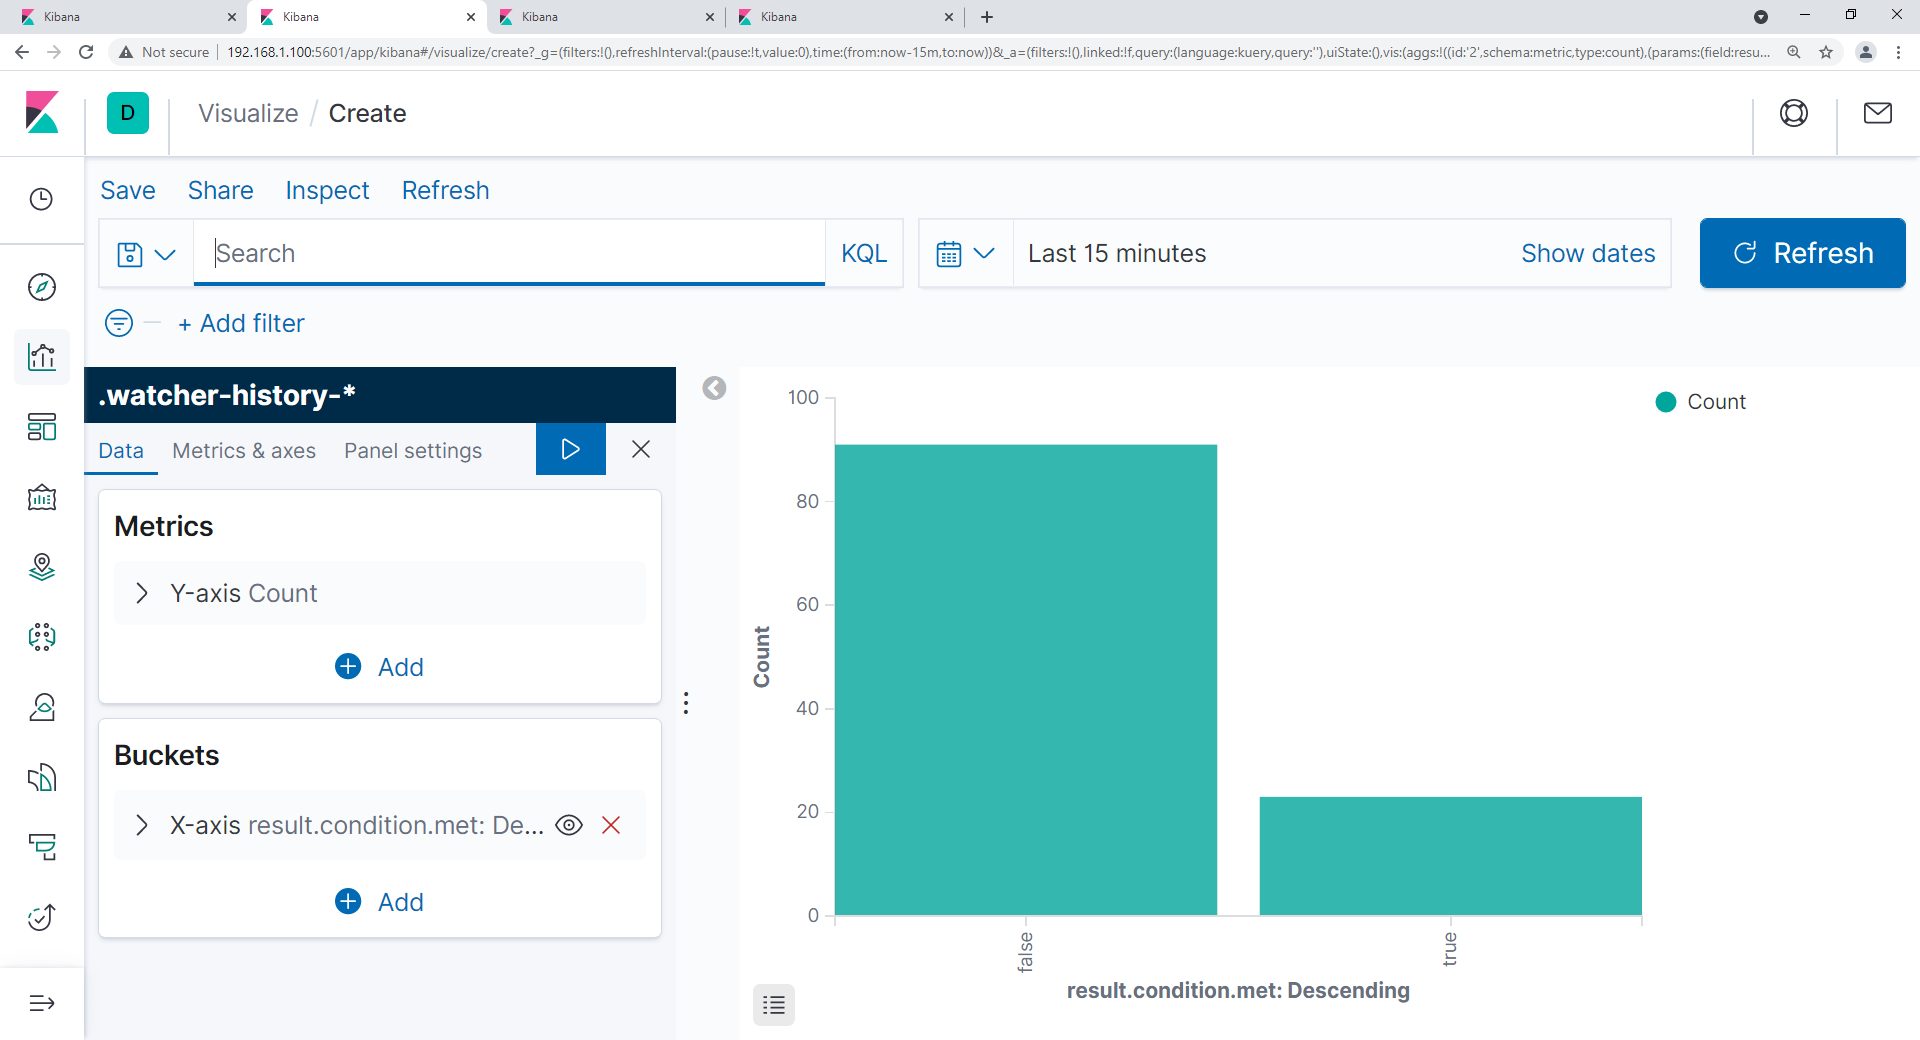 Kibana
Kibana
Kibana
Kibana
Not secure
192.168.1.100:5601/app/kibana#/visualize/create?_g=(filters:!(),refreshInterval:(pause:!t,value:0),time:(from:now-15m,to:now))&_a=(filters:!(),linked:!f,query:(language:kuery,query:''),uiState:(),vis:(aggs:!((id:'2',schema:metric,type:count),(params:(field:resu...
D
Visualize / Create
Save
Share
Inspect
Refresh
Search
KQL
Last 15 minutes
Show dates
Refresh
+ Add filter
.watcher-history-*
Data
Metrics & axes
Panel settings
Metrics
Y-axis Count
Add
Buckets
X-axis result.condition.met: De...
Add
100
80
60
40
20
0
Count
false
true
result.condition.met: Descending
Count